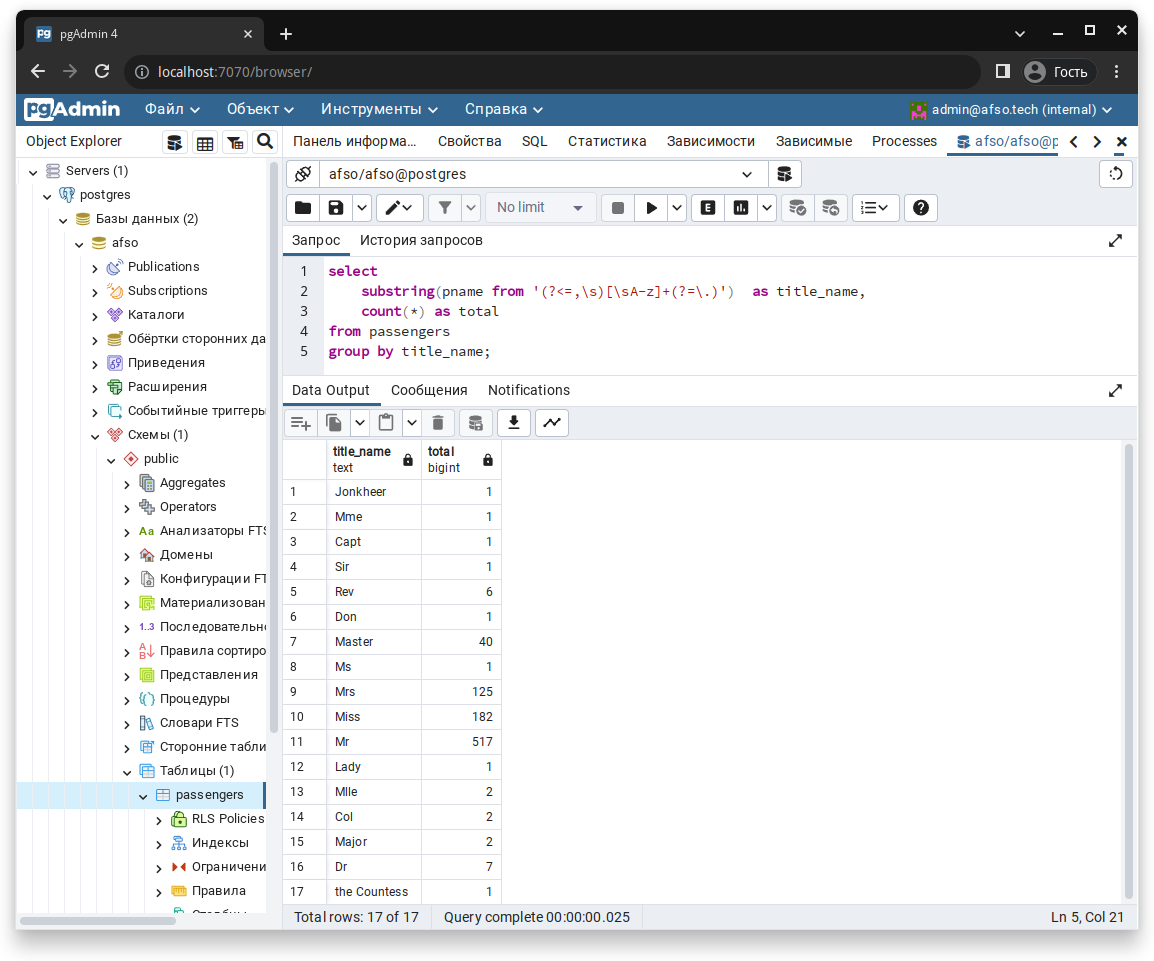 pgAdmin 4
localhost:7070/browser/
Гость
pgAdmin Файл Объект Инструменты Справка admin@afso.tech (internal)
Object Explorer
Панель информа... Свойства SQL Статистика Зависимости Зависимые Processes afso/afso@p
Servers (1)
postgres
Базы данных (2)
afso
Publications
Subscriptions
Каталоги
Обёртки сторонних да
Приведения
Расширения
Событийные триггеры
Схемы (1)
public
Aggregates
Operators
Aa Анализаторы FTS
Домены
Конфигурации FT
Материализован
1..3 Последовательно
Правила сортиро
Представления
Процедуры
Словари FTS
Сторонние табли
Таблицы (1)
passengers
RLS Policies
Индексы
Ограничени
Правила
Столбцы
afso/afso@postgres
No limit
E
Запрос История запросов
1 select
2 substring(pname from '(?<=,\s)[\sA-z]+(?=\.)') as title_name,
3 count(*) as total
4 from passengers
5 group by title_name;
Data Output Сообщения Notifications
title_name total
text bigint
1 Jonkheer 1
2 Mme 1
3 Capt 1
4 Sir 1
5 Rev 6
6 Don 1
7 Master 40
8 Ms 1
9 Mrs 125
10 Miss 182
11 Mr 517
12 Lady 1
13 Mlle 2
14 Col 2
15 Major 2
16 Dr 7
17 the Countess 1
Total rows: 17 of 17 Query complete 00:00:00.025 Ln 5, Col 21